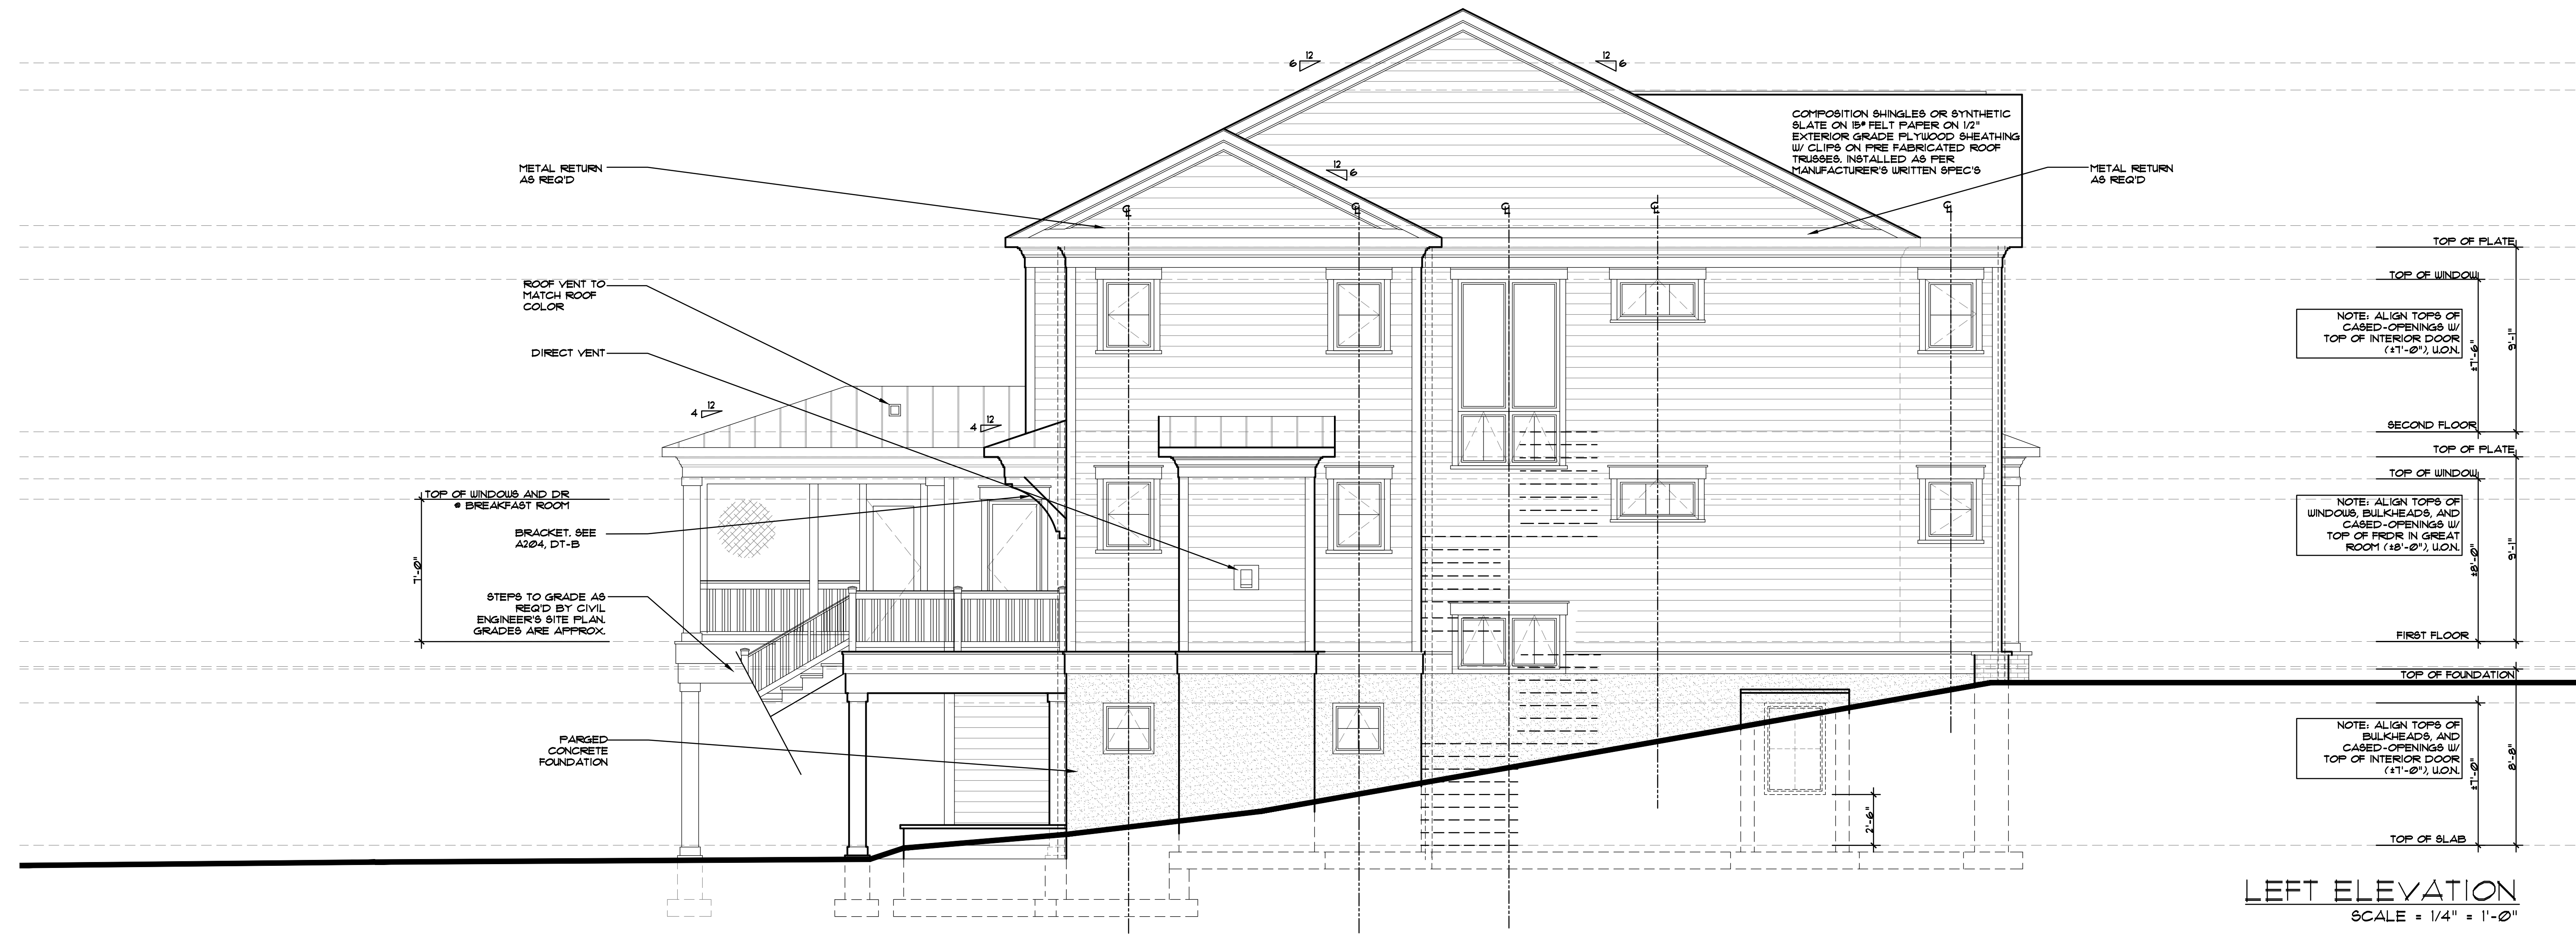 12
6
12
6
COMPOSITION SHINGLES OR SYNTHETIC
SLATE ON 15# FELT PAPER ON 1/2"
EXTERIOR GRADE PLYWOOD SHEATHING
W/ CLIPS ON PRE FABRICATED ROOF
TRUSSES. INSTALLED AS PER
MANUFACTURER'S WRITTEN SPEC'S
METAL RETURN
AS REQ'D
12
6
METAL RETURN
AS REQ'D
TOP OF PLATE
TOP OF WINDOW
ROOF VENT TO
MATCH ROOF
COLOR
NOTE: ALIGN TOPS OF
CASED-OPENINGS W/
TOP OF INTERIOR DOOR
(±7'-0"), U.O.N.
±7'-6"
9'-1"
DIRECT VENT
12
4
12
4
SECOND FLOOR
TOP OF PLATE
TOP OF WINDOW
TOP OF WINDOWS AND DR
@ BREAKFAST ROOM
NOTE: ALIGN TOPS OF
WINDOWS, BULKHEADS, AND
CASED-OPENINGS W/
TOP OF FRDR IN GREAT
ROOM (±8'-0"), U.O.N.
±8'-0"
9'-1"
BRACKET. SEE
A204, DT-B
7'-0"
STEPS TO GRADE AS
REQ'D BY CIVIL
ENGINEER'S SITE PLAN.
GRADES ARE APPROX.
FIRST FLOOR
TOP OF FOUNDATION
PARGED
CONCRETE
FOUNDATION
NOTE: ALIGN TOPS OF
BULKHEADS, AND
CASED-OPENINGS W/
TOP OF INTERIOR DOOR
(±7'-0"), U.O.N.
±7'-0"
8'-8"
2'-6"
TOP OF SLAB
LEFT ELEVATION
SCALE = 1/4" = 1'-0"